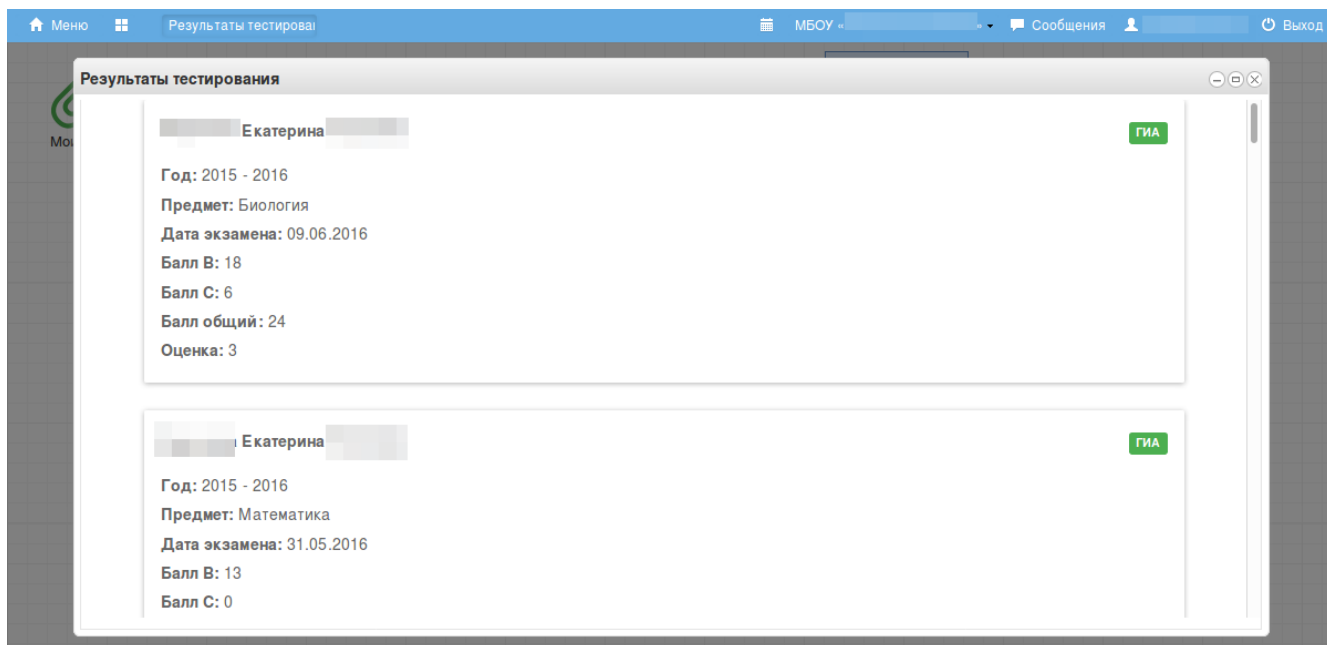 Меню Результаты тестирова МБОУ « » Сообщения Выход
Результаты тестирования
Екатерина ГИА
Год: 2015 - 2016
Предмет: Биология
Дата экзамена: 09.06.2016
Балл В: 18
Балл С: 6
Балл общий: 24
Оценка: 3
Екатерина ГИА
Год: 2015 - 2016
Предмет: Математика
Дата экзамена: 31.05.2016
Балл В: 13
Балл С: 0